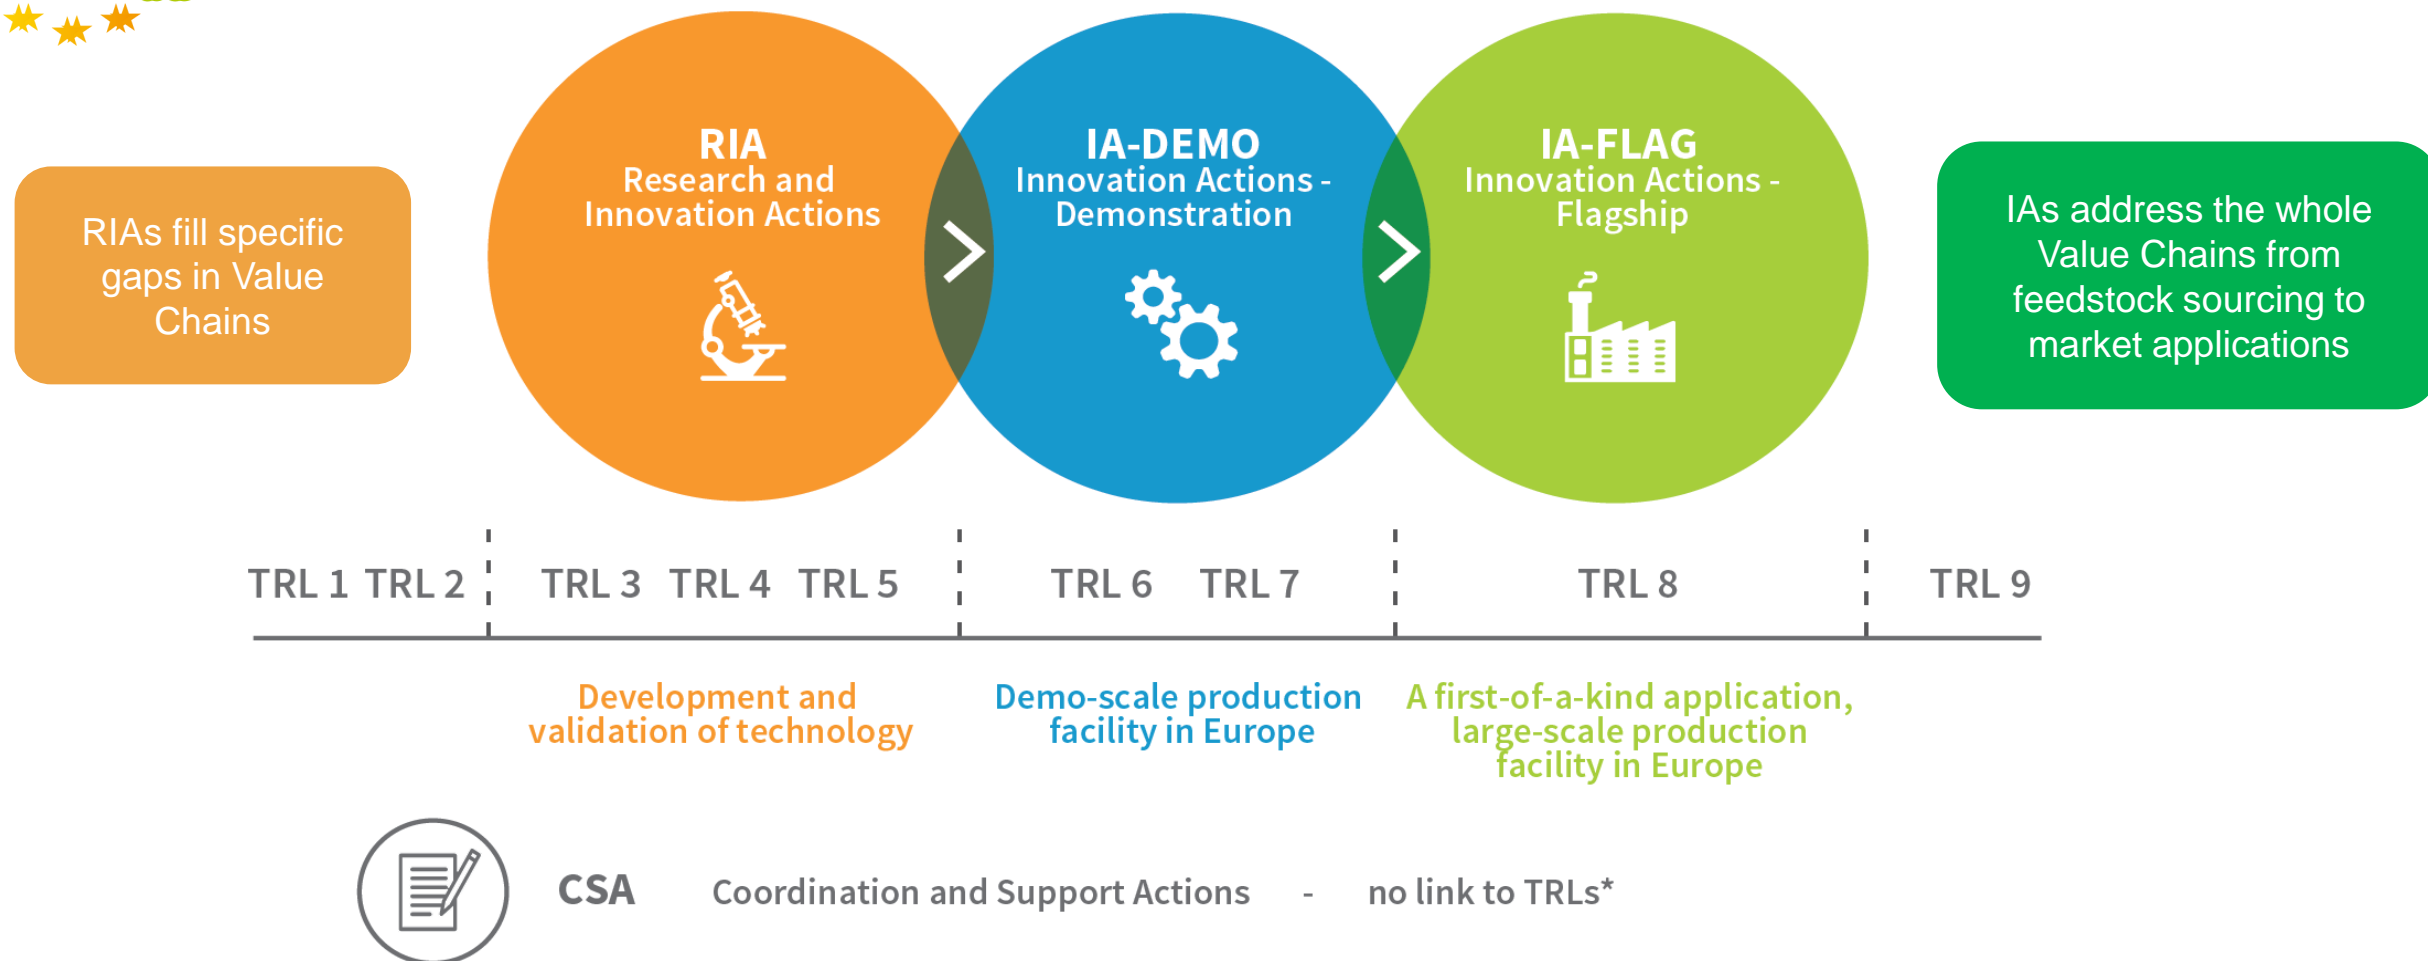 RIAs fill specific
gaps in Value
Chains
RIA
Research and
Innovation Actions
IA-DEMO
Innovation Actions -
Demonstration
IA-FLAG
Innovation Actions -
Flagship
IAs address the whole
Value Chains from
feedstock sourcing to
market applications
TRL 1 TRL 2 TRL 3 TRL 4 TRL 5 TRL 6 TRL 7 TRL 8 TRL 9
Development and
validation of technology
Demo-scale production
facility in Europe
A first-of-a-kind application,
large-scale production
facility in Europe
CSA Coordination and Support Actions - no link to TRLs*